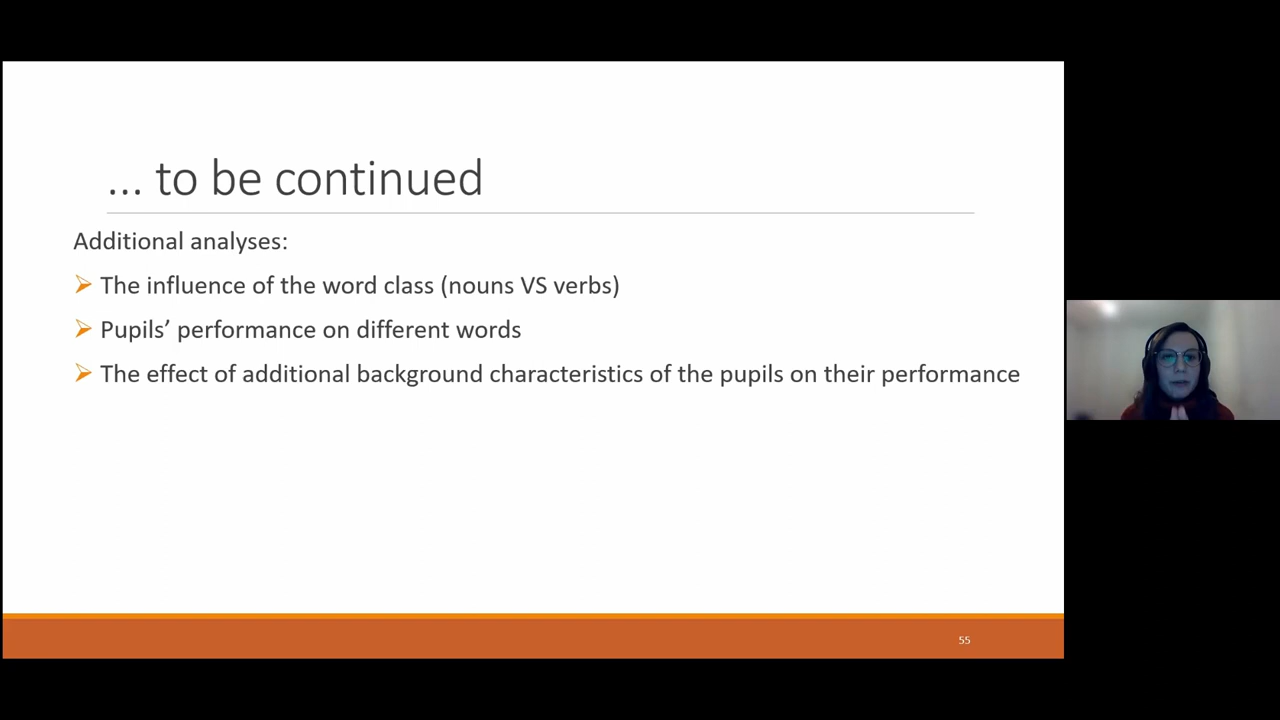 ... to be continued
Additional analyses:
The influence of the word class (nouns VS verbs)
Pupils’ performance on different words
The effect of additional background characteristics of the pupils on their performance
55